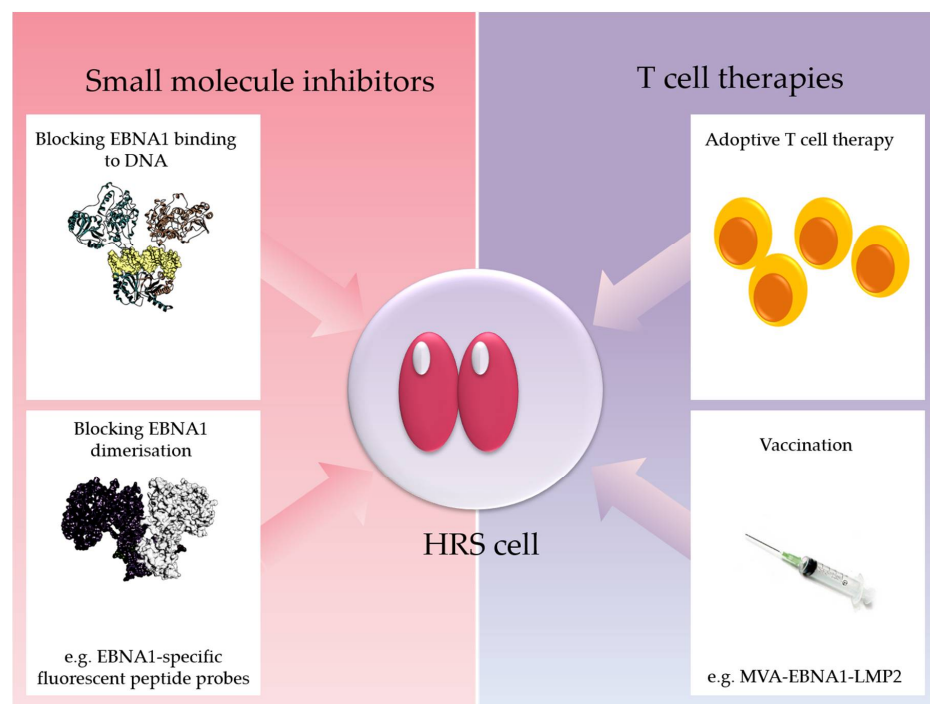 Small molecule inhibitors
Blocking EBNA1 binding
to DNA
Blocking EBNA1
dimerisation
e.g. EBNA1-specific
fluorescent peptide probes
HRS cell
T cell therapies
Adoptive T cell therapy
Vaccination
e.g. MVA-EBNA1-LMP2